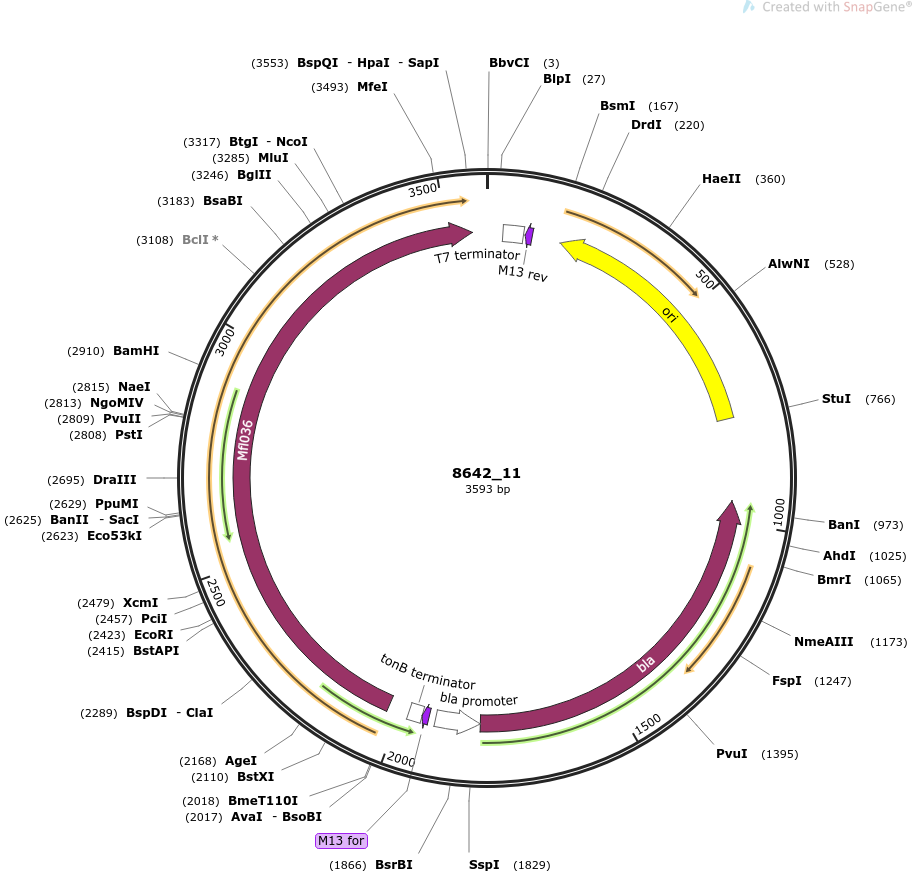 Created with SnapGene®
(3553) BspQI - HpaI - SapI
BbvCI (3)
(3493) MfeI
BlpI (27)
BsmI (167)
DrdI (220)
(3317) BtgI - NcoI
(3285) MluI
(3246) BglII
HaeII (360)
(3183) BsaBI
3500
(3108) BclI *
T7 terminator
M13 rev
AlwNI (528)
500
ori
3000
(2910) BamHI
(2815) NaeI
(2813) NgoMIV
(2809) PvuII
(2808) PstI
StuI (766)
Mfl036
8642_11
3593 bp
(2695) DraIII
(2629) PpuMI
(2625) BanII - SacI
(2623) Eco53kI
1000
BanI (973)
AhdI (1025)
BmrI (1065)
2500
(2479) XcmI
(2457) PciI
(2423) EcoRI
(2415) BstAPI
NmeAIII (1173)
bla
tonB terminator
FspI (1247)
bla promoter
(2289) BspDI - ClaI
1500
PvuI (1395)
(2168) AgeI
(2110) BstXI
2000
(2018) BmeT110I
(2017) AvaI - BsoBI
M13 for
(1866) BsrBI
SspI (1829)